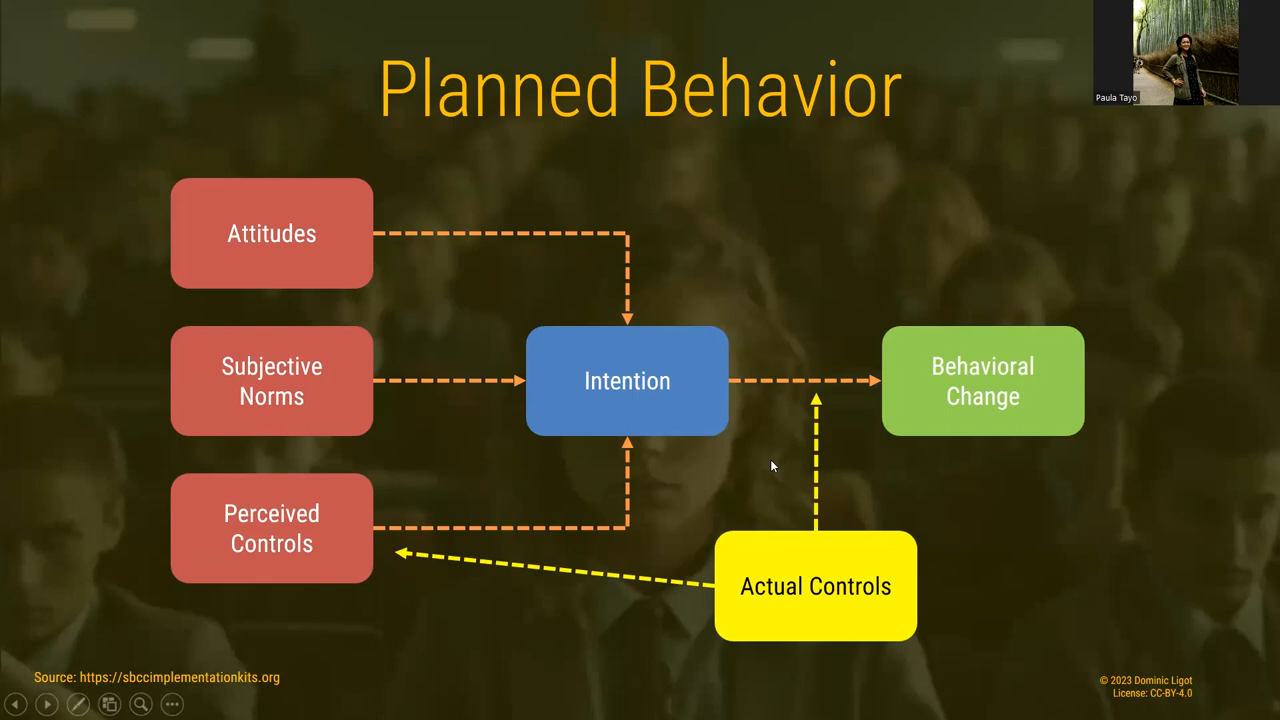 Planned Behavior
Paula Tayo
Attitudes
Subjective
Norms
Intention
Behavioral
Change
Perceived
Controls
Actual Controls
Source: https://sbccimplementationkits.org
© 2023 Dominic Ligot
License: CC-BY-4.0